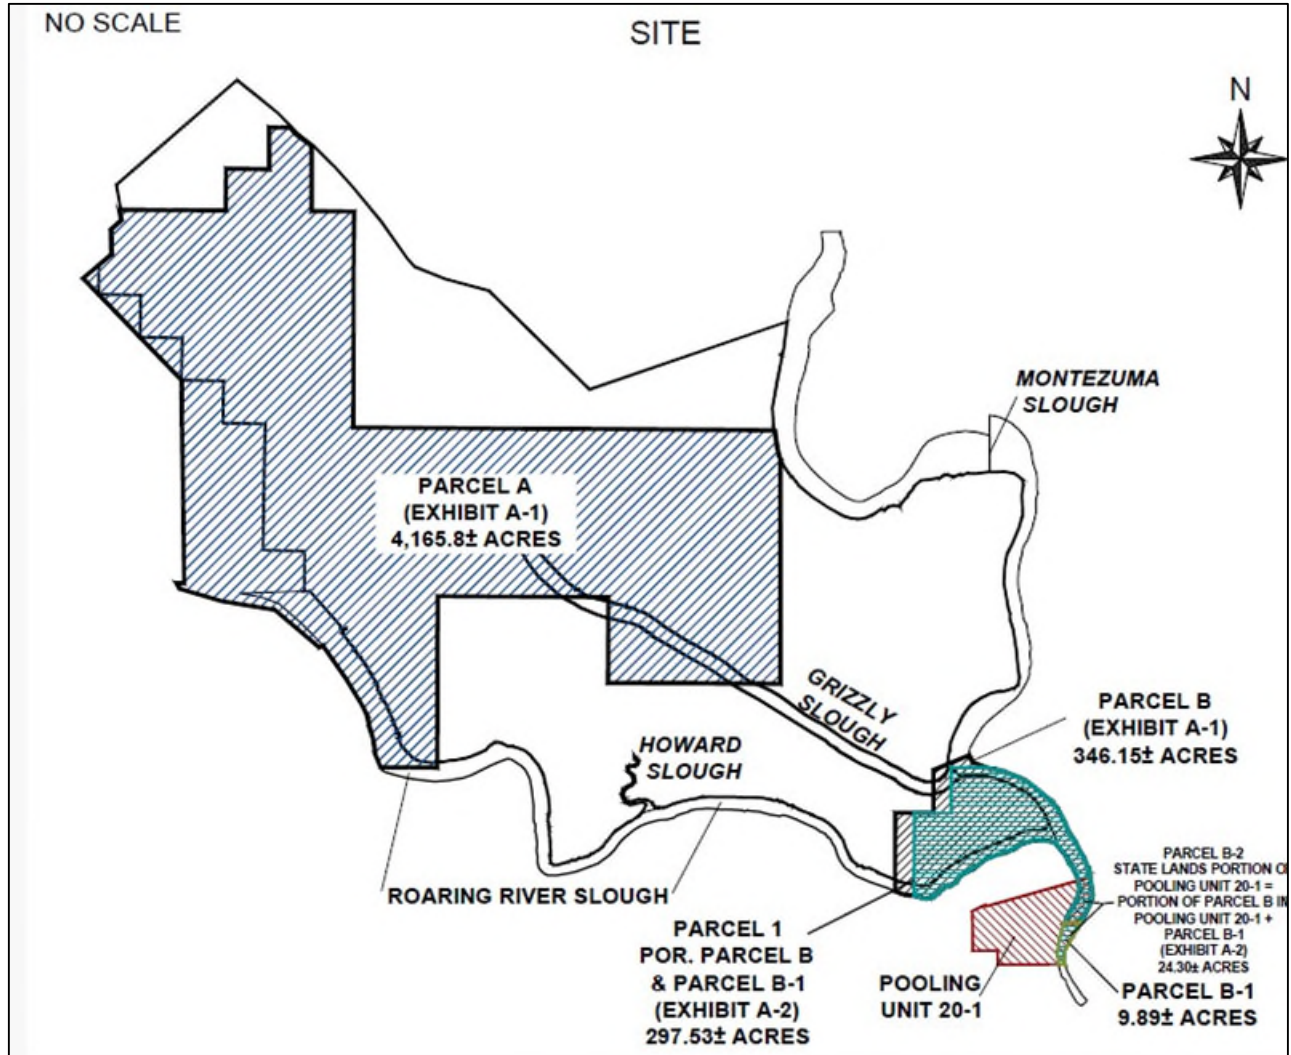 NO SCALE
SITE
N
MONTEZUMA
SLOUGH
PARCEL A
(EXHIBIT A-1)
4,165.8± ACRES
GRIZZLY
SLOUGH
PARCEL B
(EXHIBIT A-1)
346.15± ACRES
HOWARD
SLOUGH
ROARING RIVER SLOUGH
PARCEL B-2
STATE LANDS PORTION O
POOLING UNIT 20-1 =
PORTION OF PARCEL B IN
POOLING UNIT 20-1 +
PARCEL B-1
(EXHIBIT A-2)
24.30± ACRES
PARCEL 1
POR. PARCEL B
& PARCEL B-1
(EXHIBIT A-2)
297.53± ACRES
POOLING
UNIT 20-1
PARCEL B-1
9.89± ACRES